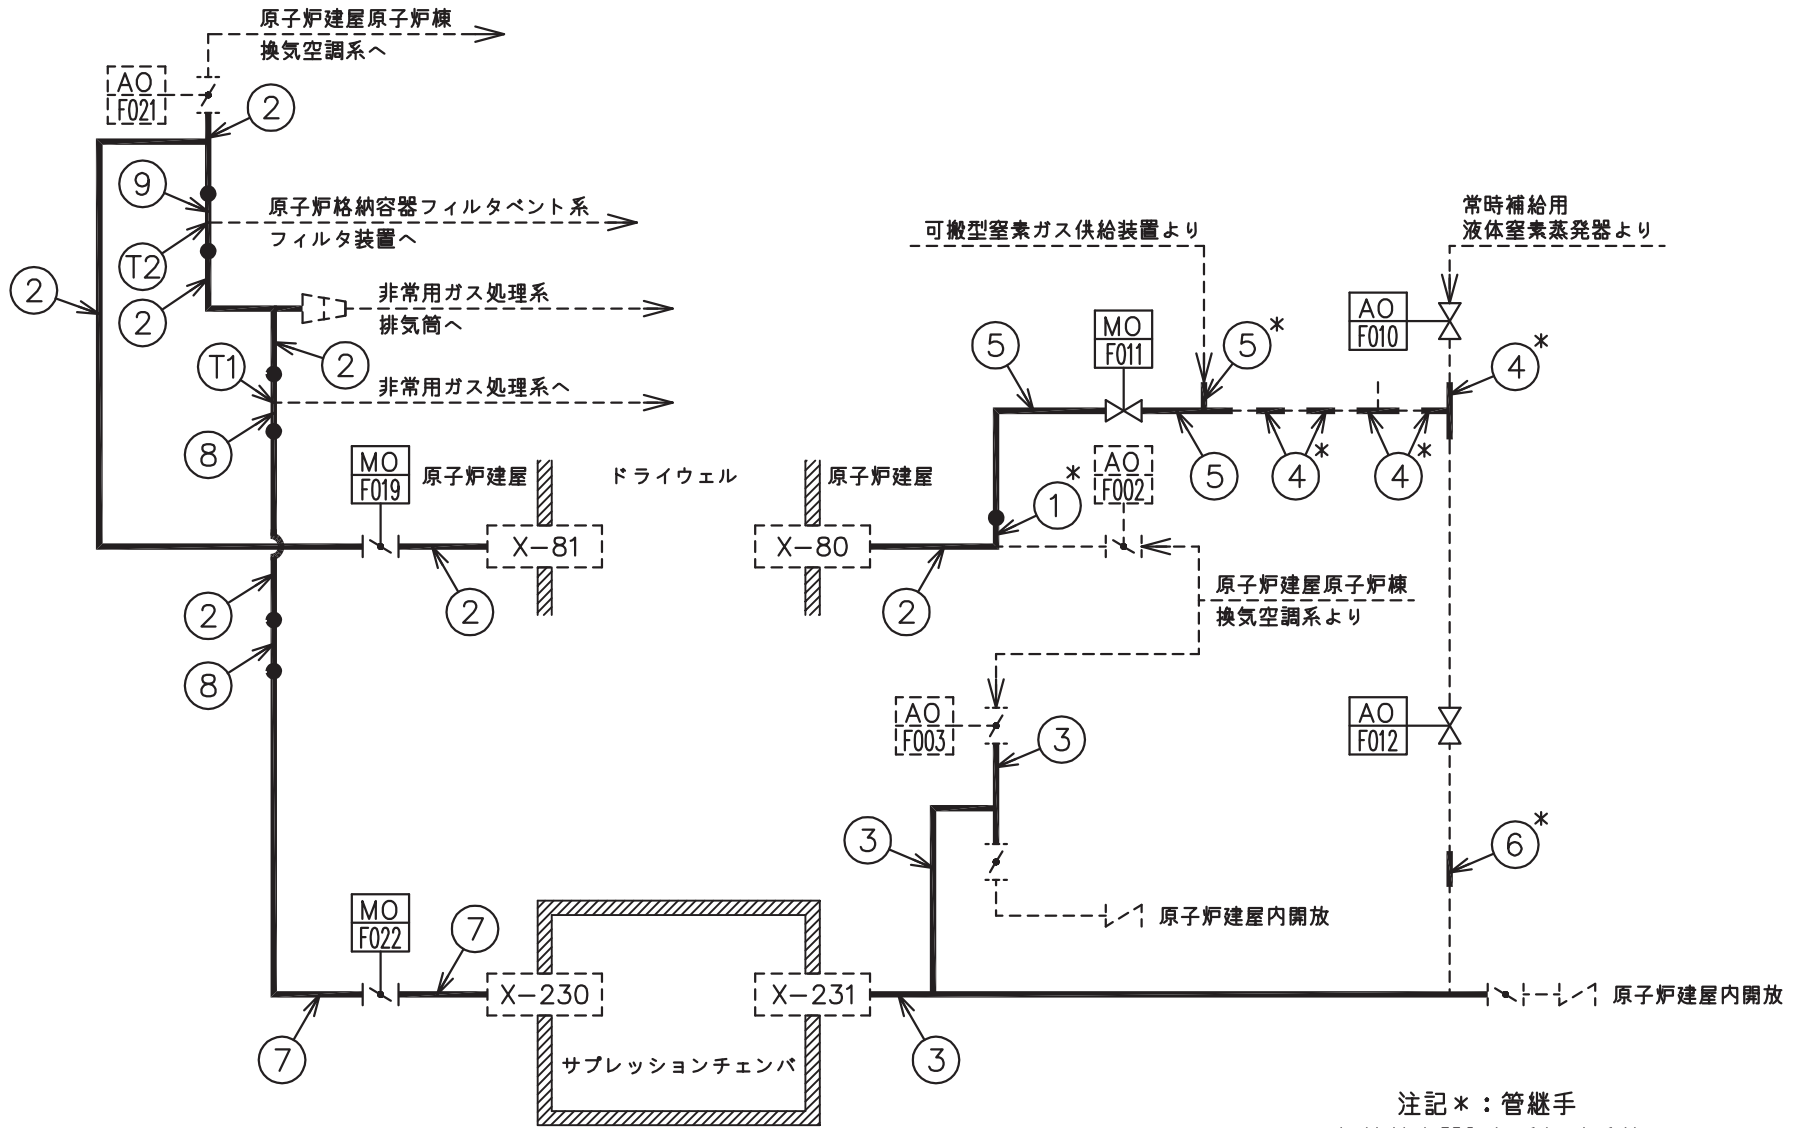 原子炉建屋原子炉棟
換気空調系へ
AO
F021
2
9
原子炉格納容器フィルタベント系
フィルタ装置へ
T2
2
2
非常用ガス処理系
排気筒へ
2
T1
非常用ガス処理系へ
8
常時補給用
液体窒素蒸発器より
可搬型窒素ガス供給装置より
AO
F010
MO
F011
5
5*
4*
5
4*
4*
MO
F019
原子炉建屋
ドライウェル
原子炉建屋
AO
F002
1*
X-81
X-80
2
2
2
原子炉建屋原子炉棟
換気空調系より
8
AO
F003
3
AO
F012
3
6*
MO
F022
7
原子炉建屋内開放
X-230
X-231
原子炉建屋内開放
7
3
サプレッションチェンバ
注記*:管継手